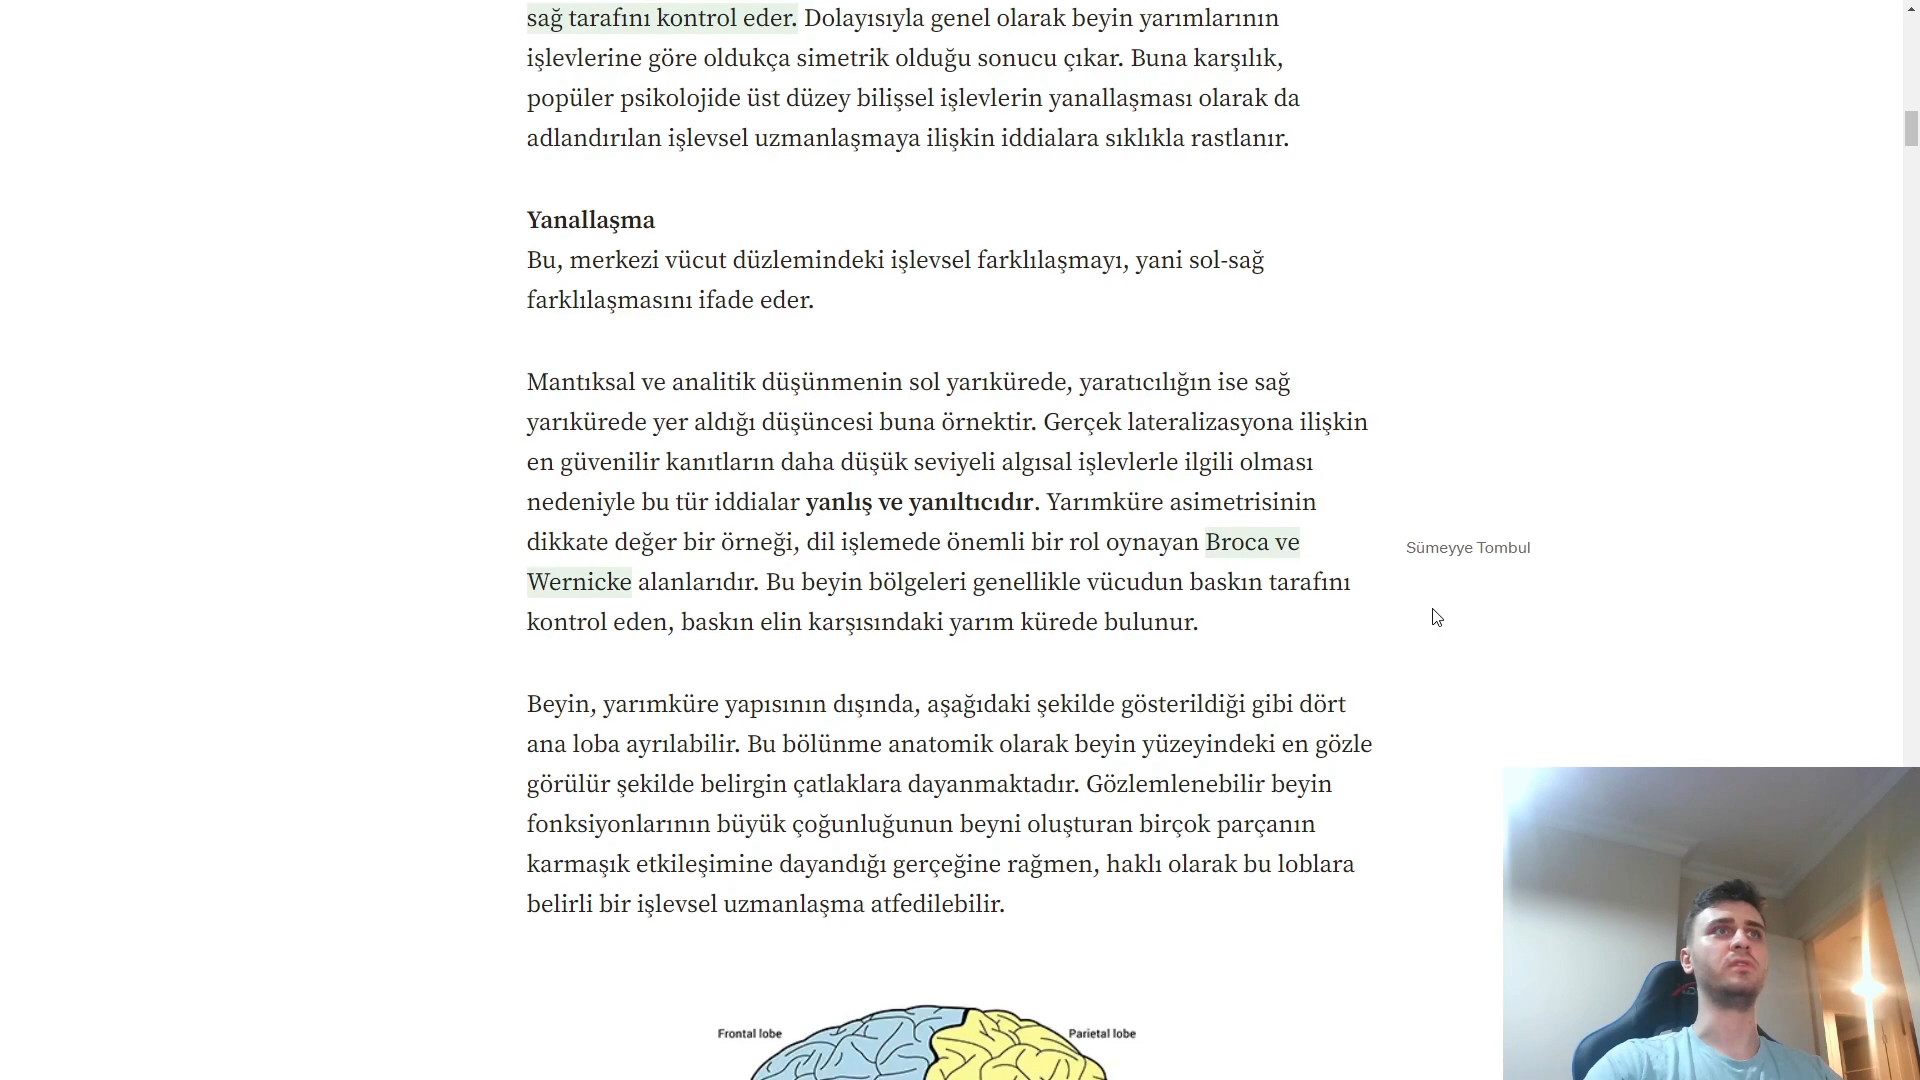 sağ tarafını kontrol eder. Dolayısıyla genel olarak beyin yarımlarının
işlevlerine göre oldukça simetrik olduğu sonucu çıkar. Buna karşılık,
popüler psikolojide üst düzey bilişsel işlevlerin yanallaşması olarak da
adlandırılan işlevsel uzmanlaşmaya ilişkin iddialara sıklıkla rastlanır.
Yanallaşma
Bu, merkezi vücut düzlemindeki işlevsel farklılaşmayı, yani sol-sağ
farklılaşmasını ifade eder.
Mantıksal ve analitik düşünmenin sol yarıkürede, yaratıcılığın ise sağ
yarıkürede yer aldığı düşüncesi buna örnektir. Gerçek lateralizasyona ilişkin
en güvenilir kanıtların daha düşük seviyeli algısal işlevlerle ilgili olması
nedeniyle bu tür iddialar yanlış ve yanıltıcıdır. Yarımküre asimetrisinin
dikkate değer bir örneği, dil işlemede önemli bir rol oynayan Broca ve
Wernicke alanlarıdır. Bu beyin bölgeleri genellikle vücudun baskın tarafını
kontrol eden, baskın elin karşısındaki yarım kürede bulunur.
Sümeyye Tombul
Beyin, yarımküre yapısının dışında, aşağıdaki şekilde gösterildiği gibi dört
ana loba ayrılabilir. Bu bölünme anatomik olarak beyin yüzeyindeki en gözle
görülür şekilde belirgin çatlaklara dayanmaktadır. Gözlemlenebilir beyin
fonksiyonlarının büyük çoğunluğunun beyni oluşturan birçok parçanın
karmaşık etkileşimine dayandığı gerçeğine rağmen, haklı olarak bu loblara
belirli bir işlevsel uzmanlaşma atfedilebilir.
Frontal lobe
Parietal lobe